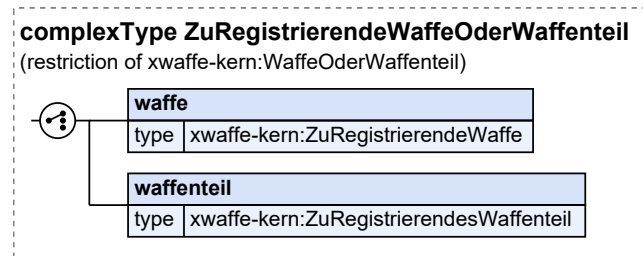 complexType ZuRegistrierendeWaffeOderWaffenteil
(restriction of xwaffe-kern:WaffeOderWaffenteil)
waffe
type xwaffe-kern:ZuRegistrierendeWaffe
waffenteil
type xwaffe-kern:ZuRegistrierendesWaffenteil